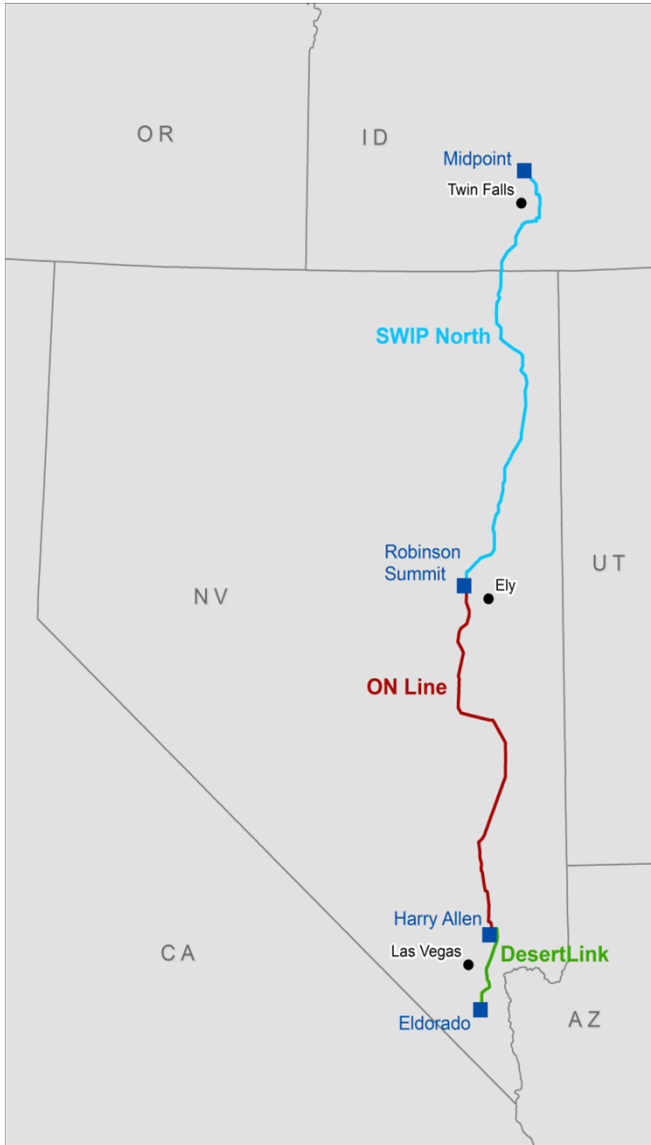 OR
ID
Midpoint
Twin Falls
SWIP North
Robinson
Summit
Ely
UT
NV
ON Line
Harry Allen
Las Vegas
DesertLink
CA
Eldorado
AZ